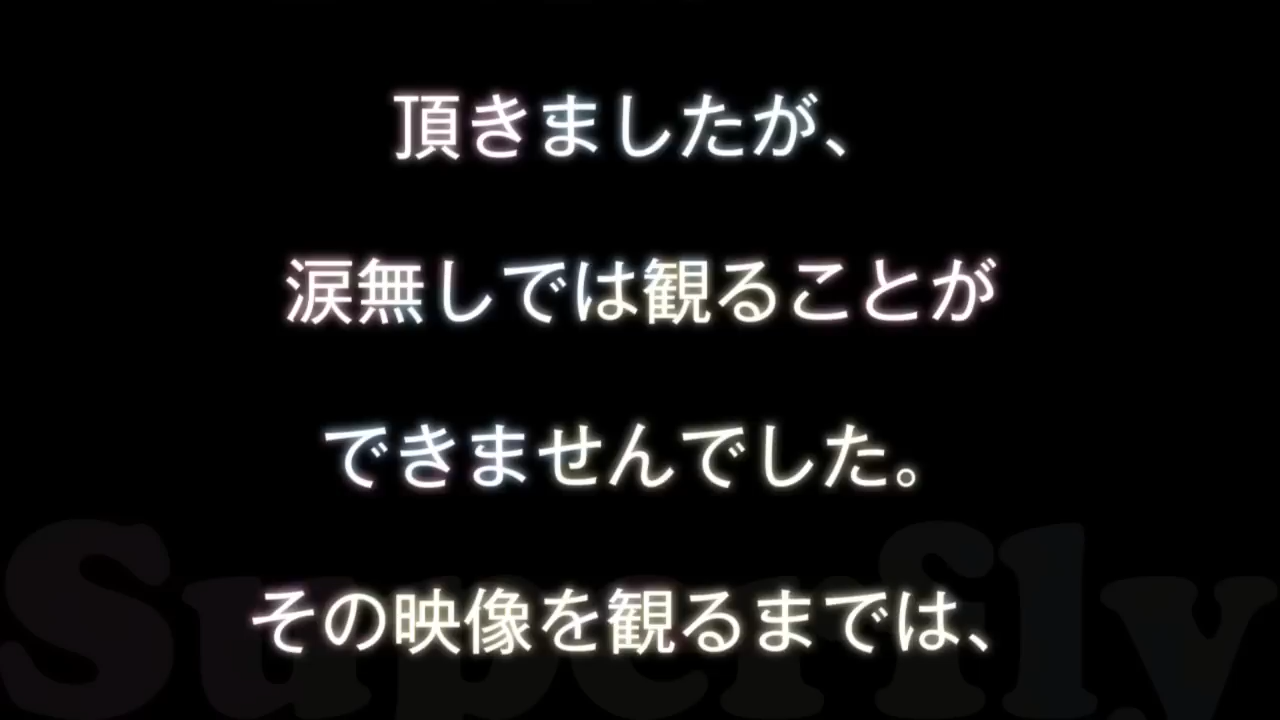 頂きましたが、
涙無しでは観ることが
できませんでした。
その映像を観るまでは、
Superfly